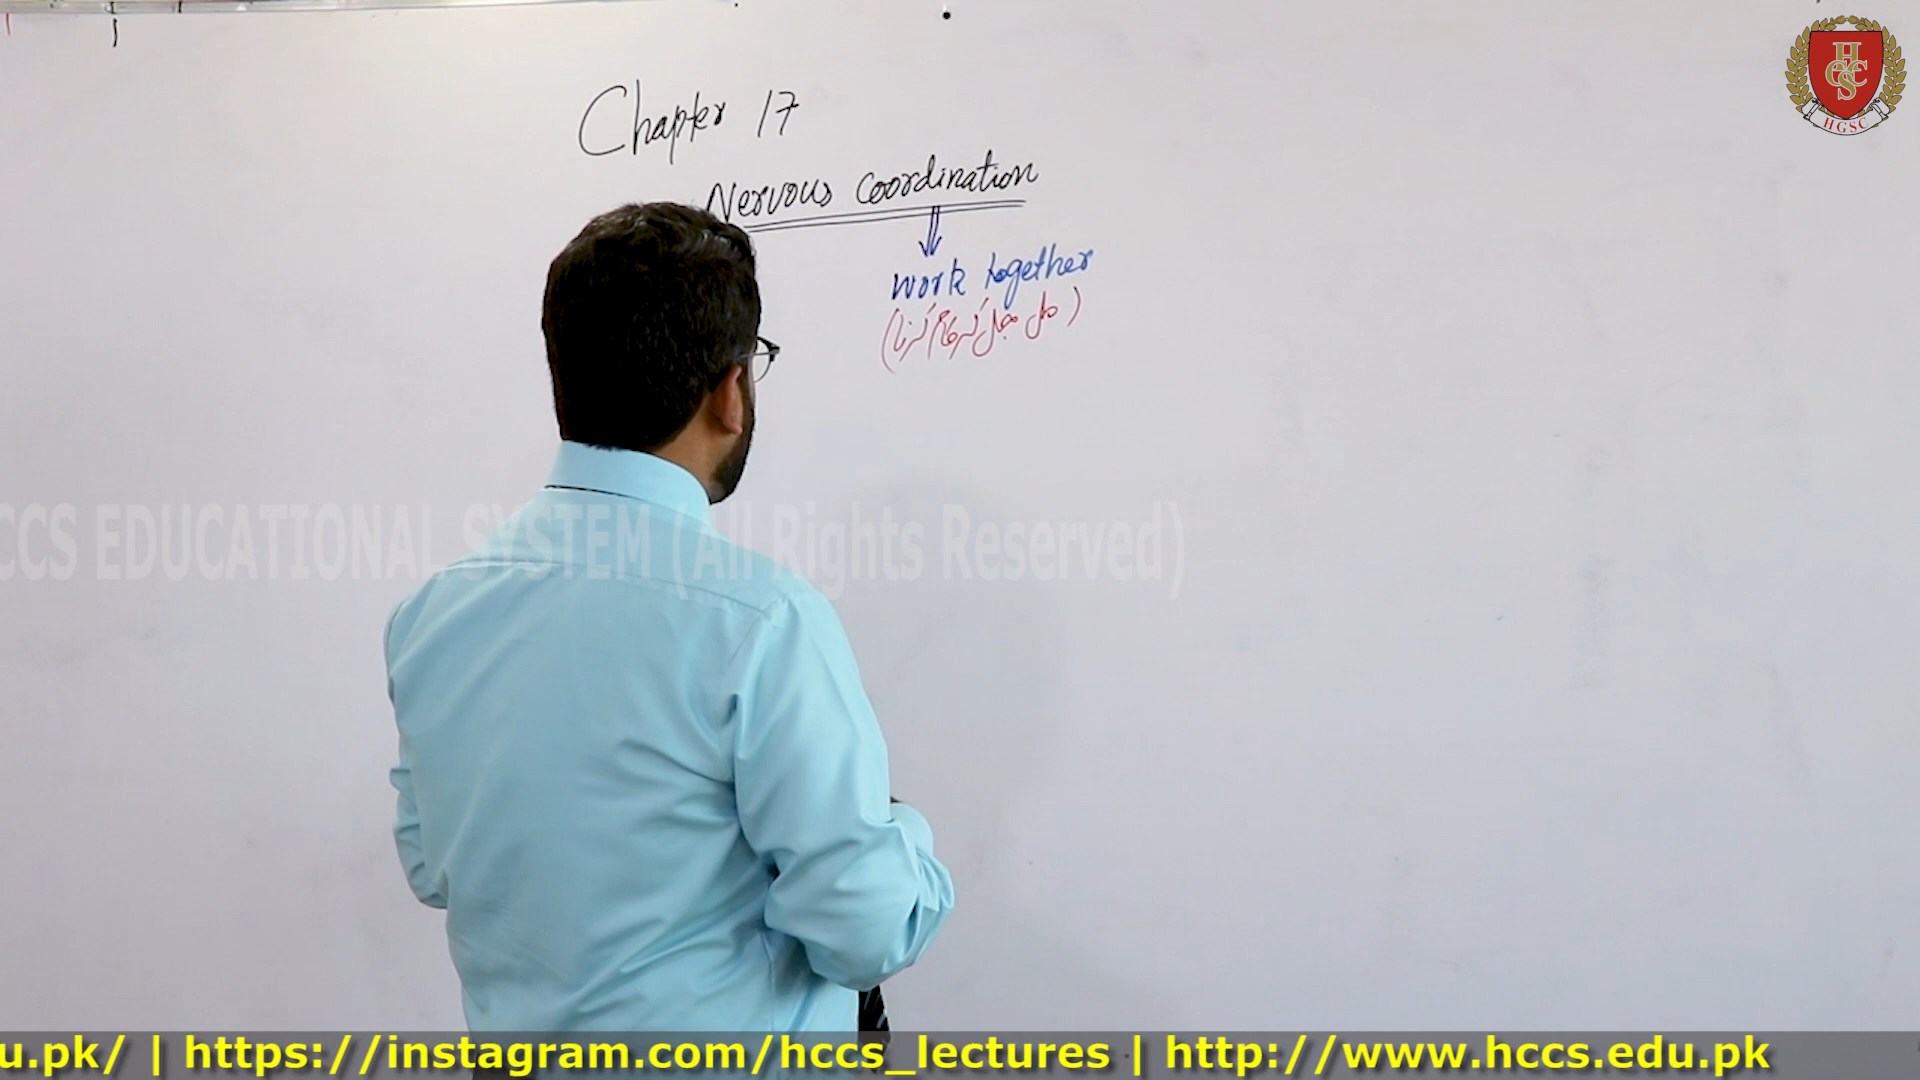 Chapter 17
Nervous Coordination
work together
(مل جل کر کام کرنا)
HCSC
HGSC
CCS EDUCATIONAL SYSTEM (All Rights Reserved)
u.pk/ | https://instagram.com/hccs_lectures | http://www.hccs.edu.pk